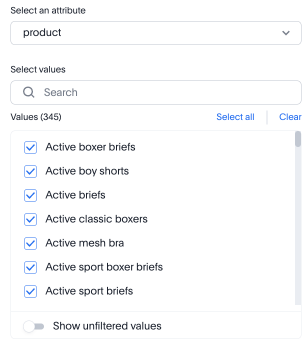 Select an attribute
product
Select values
Search
Values (345) Select all Clear
Active boxer briefs
Active boy shorts
Active briefs
Active classic boxers
Active mesh bra
Active sport boxer briefs
Active sport briefs
Show unfiltered values